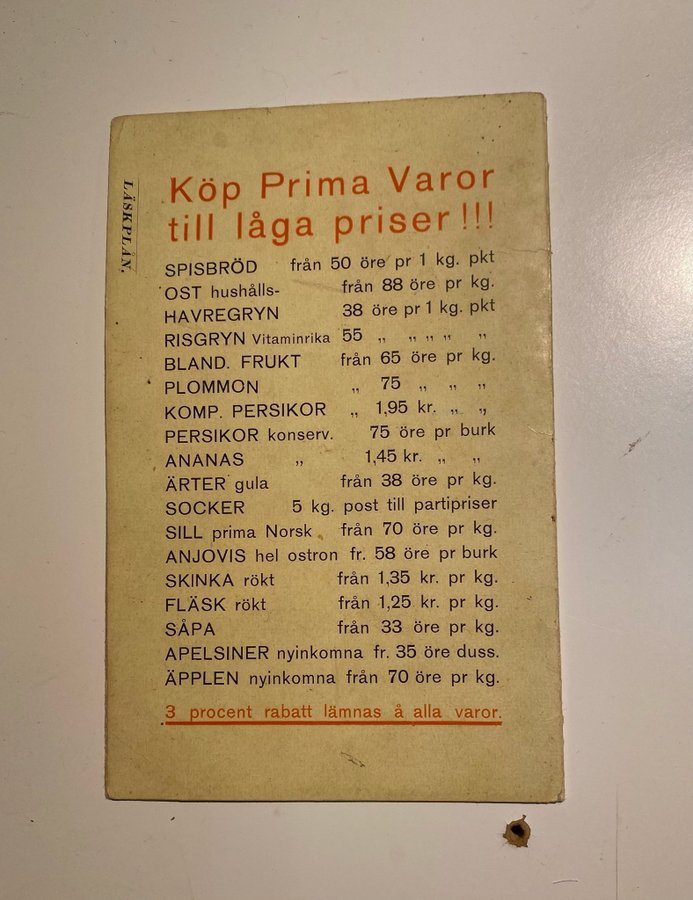 LÄSKPLÅN.
Köp Prima Varor
till låga priser!!!
SPISBRÖD från 50 öre pr 1 kg. pkt
OST hushålls- från 88 öre pr kg.
HAVREGRYN 38 öre pr 1 kg. pkt
RISGRYN Vitaminrika 55 „ „ „ „ „
BLAND. FRUKT från 65 öre pr kg.
PLOMMON „ 75 „ „ „
KOMP. PERSIKOR „ 1,95 kr. „ „
PERSIKOR konserv. 75 öre pr burk
ANANAS „ 1,45 kr. „ „
ÄRTER gula från 38 öre pr kg.
SOCKER 5 kg. post till partipriser
SILL prima Norsk från 70 öre pr kg.
ANJOVIS hel ostron fr. 58 öre pr burk
SKINKA rökt från 1,35 kr. pr kg.
FLÄSK rökt från 1,25 kr. pr kg.
SÅPA från 33 öre pr kg.
APELSINER nyinkomna fr. 35 öre duss.
ÄPPLEN nyinkomna från 70 öre pr kg.
3 procent rabatt lämnas å alla varor.